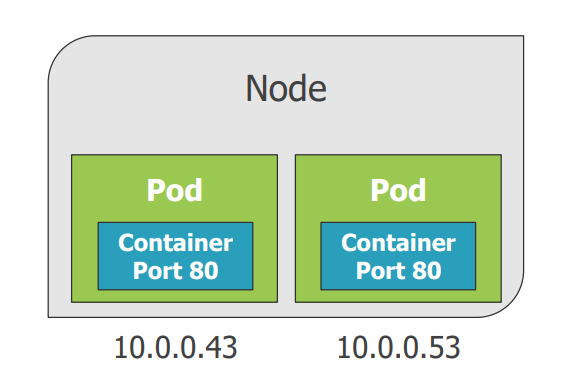 Node
Pod
Container
Port 80
Pod
Container
Port 80
10.0.0.43
10.0.0.53